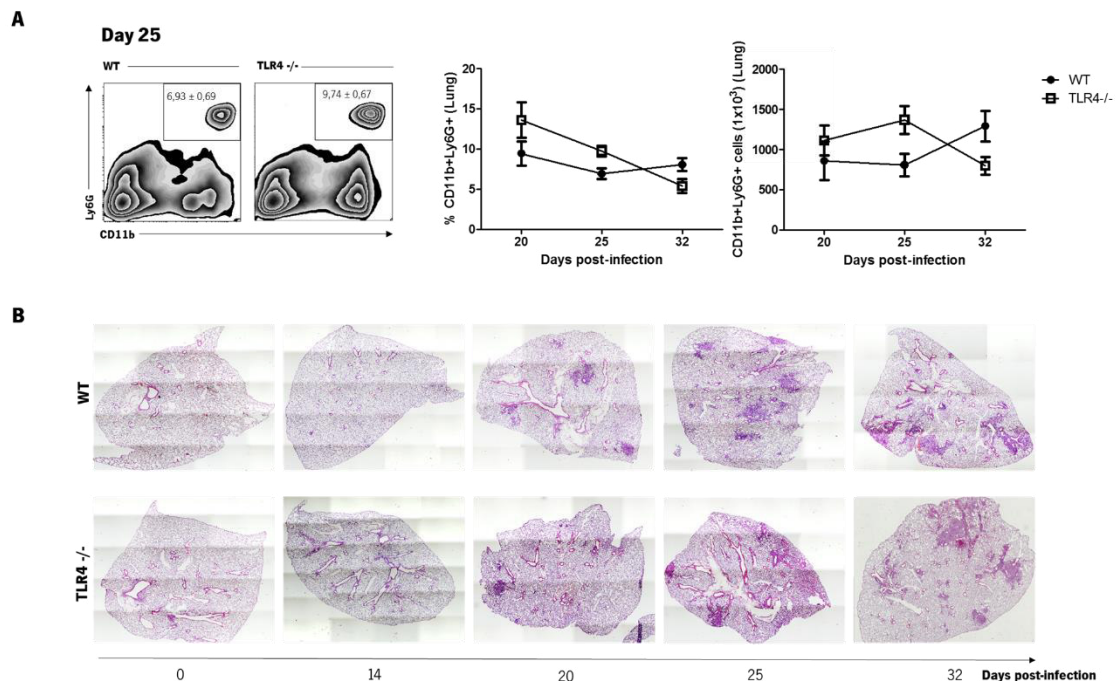 A
Day 25
WT
TLR4 -/-
6,93 ± 0,69
9,74 ± 0,67
Ly6G
CD11b
% CD11b+Ly6G+ (Lung)
20
15
10
5
0
20
25
32
Days post-infection
CD11b+Ly6G+ cells (1x10³) (Lung)
2000
1500
1000
500
0
20
25
32
Days post-infection
WT
TLR4-/-
B
WT
TLR4 -/-
0
14
20
25
32
Days post-infection